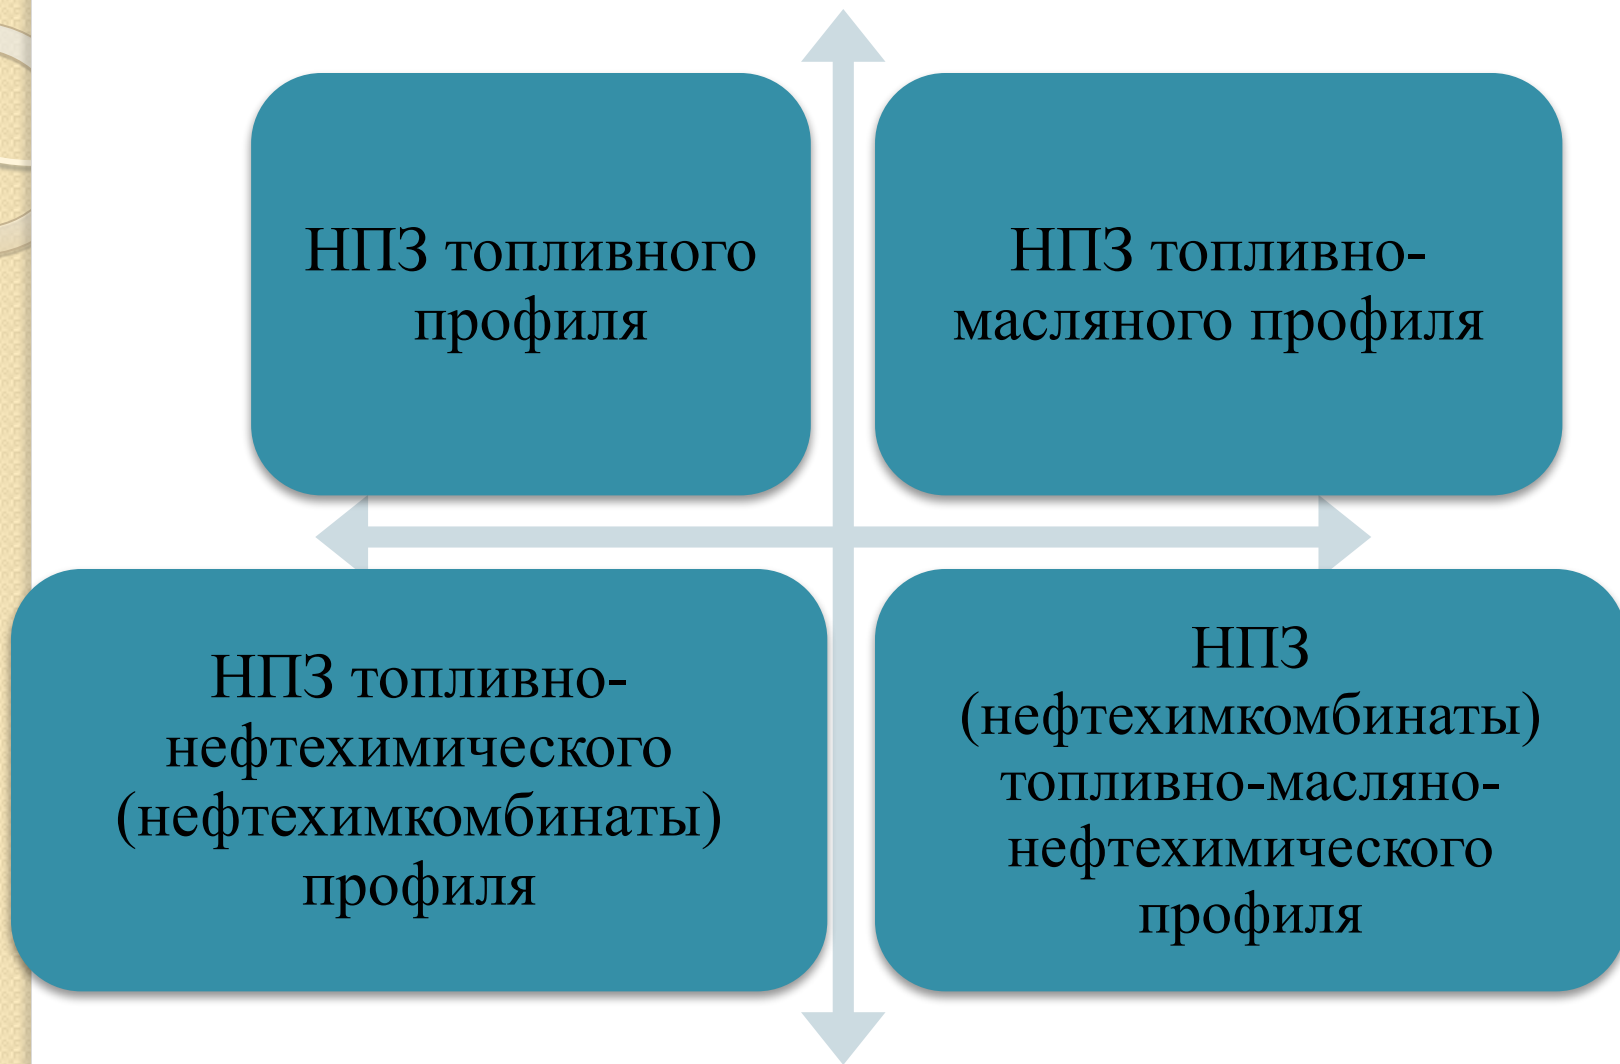 НПЗ топливного
профиля
НПЗ топливно-
масляного профиля
НПЗ топливно-
нефтехимического
(нефтехимкомбинаты)
профиля
НПЗ
(нефтехимкомбинаты)
топливно-масляно-
нефтехимического
профиля